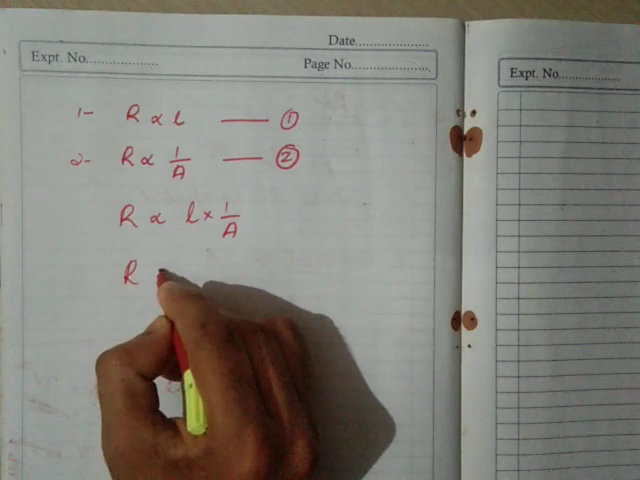 Date....................
Expt. No..................
Page No.....................
Expt. No.................
1- R ∝ l —— ①
2- R ∝ 1/A —— ②
R ∝ l × 1/A
R